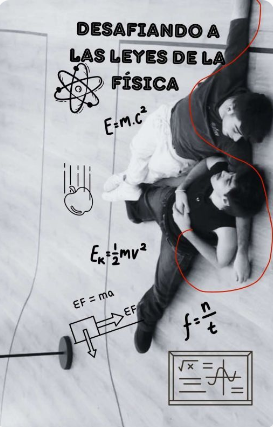 DESAFIANDO A
LAS LEYES DE LA
FÍSICA
E=m.c²
Eₖ=½mv²
EF = ma
EF
f=n/t
√x